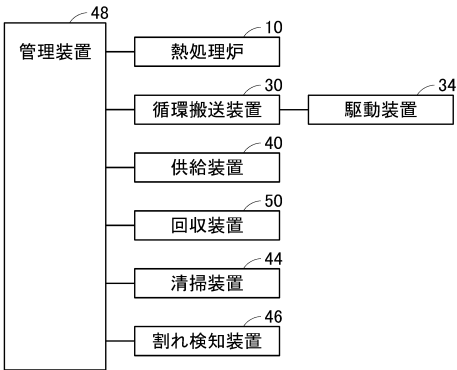 48
管理装置
10
熱処理炉
30
循環搬送装置
34
駆動装置
40
供給装置
50
回収装置
44
清掃装置
46
割れ検知装置